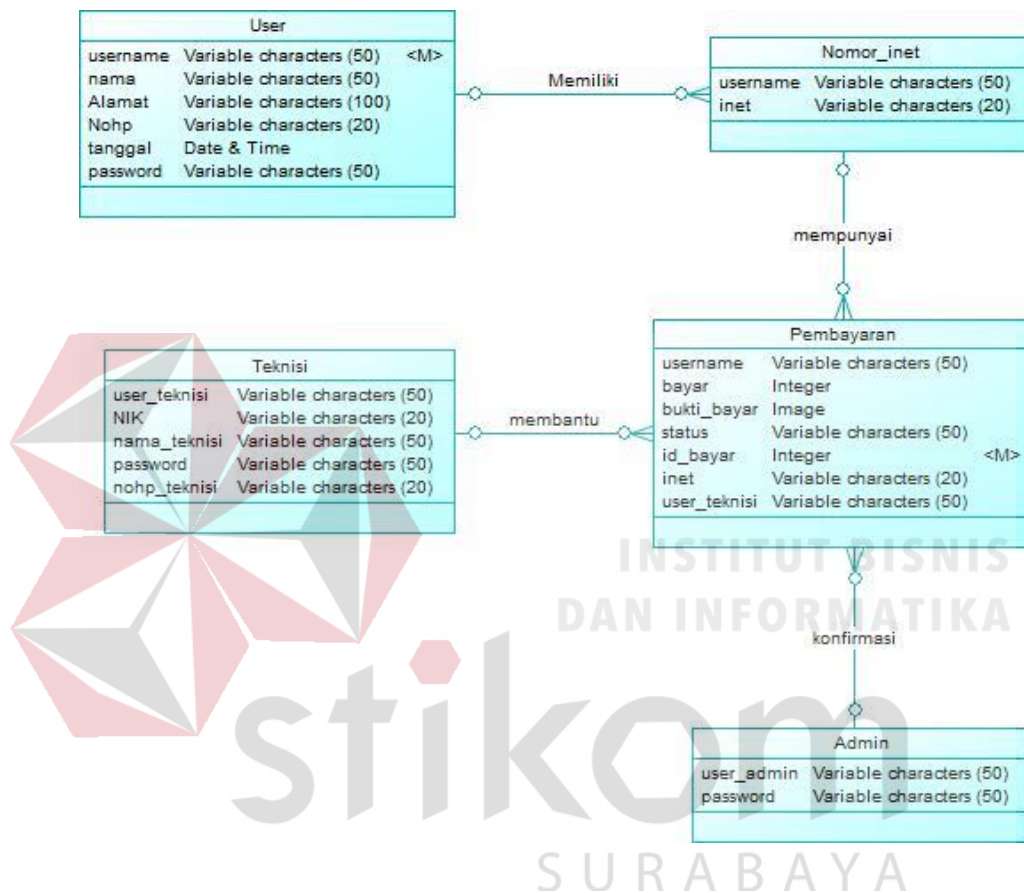 User
username Variable characters (50) <M>
nama Variable characters (50)
Alamat Variable characters (100)
Nohp Variable characters (20)
tanggal Date & Time
password Variable characters (50)
Memiliki
Nomor_inet
username Variable characters (50)
inet Variable characters (20)
mempunyai
Teknisi
user_teknisi Variable characters (50)
NIK Variable characters (20)
nama_teknisi Variable characters (50)
password Variable characters (50)
nohp_teknisi Variable characters (20)
membantu
Pembayaran
username Variable characters (50)
bayar Integer
bukti_bayar Image
status Variable characters (50)
id_bayar Integer <M>
inet Variable characters (20)
user_teknisi Variable characters (50)
INSTITUT BISNIS
DAN INFORMATIKA
konfirmasi
stikom
Admin
user_admin Variable characters (50)
password Variable characters (50)
SURABAYA